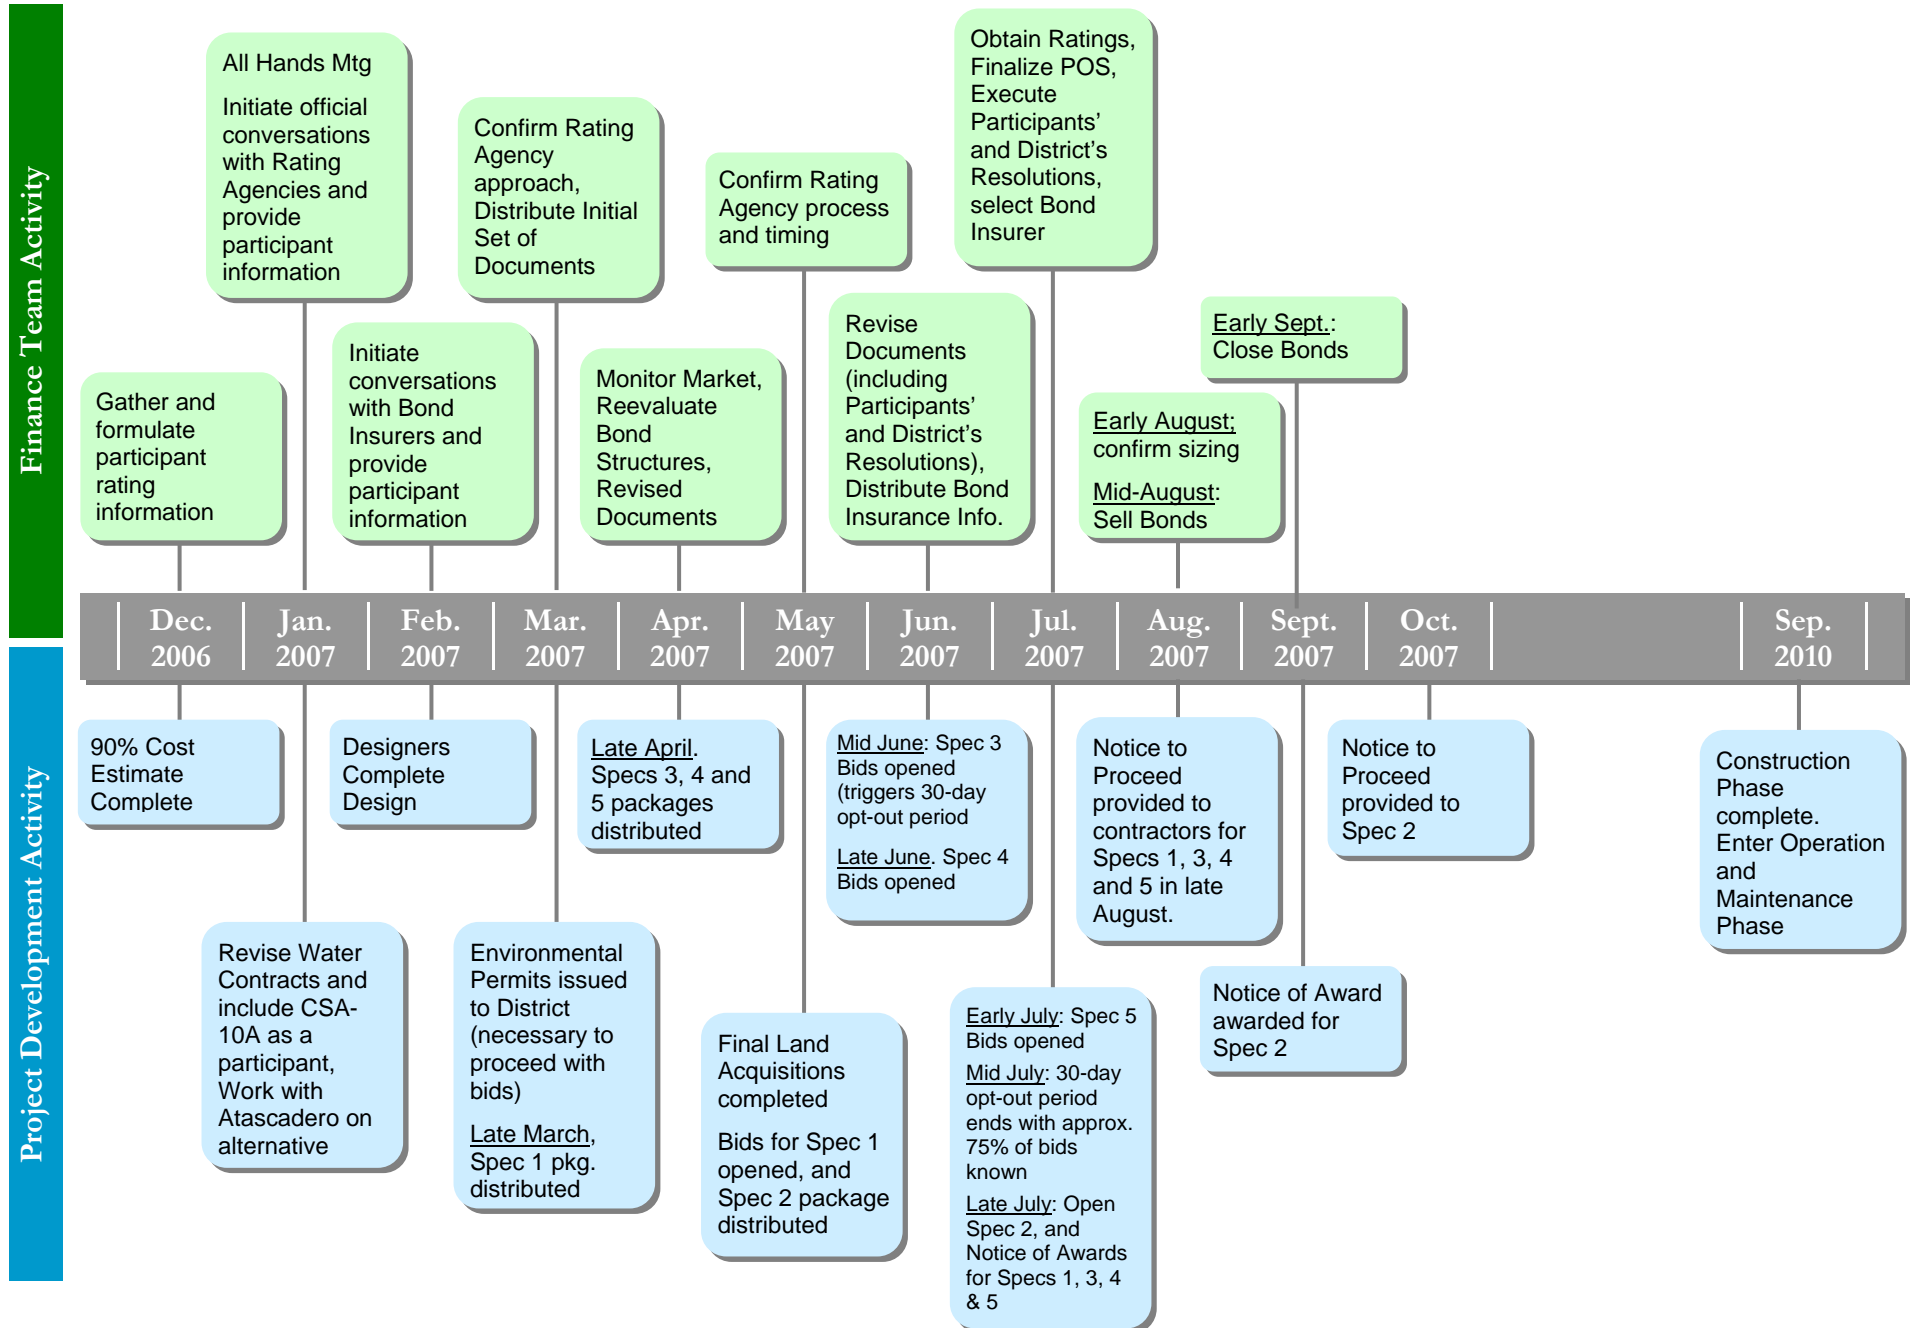 Finance Team Activity
All Hands Mtg
Initiate official
conversations
with Rating
Agencies and
provide
participant
information
Confirm Rating
Agency
approach,
Distribute Initial
Set of
Documents
Confirm Rating
Agency process
and timing
Obtain Ratings,
Finalize POS,
Execute
Participants’
and District’s
Resolutions,
select Bond
Insurer
Gather and
formulate
participant
rating
information
Initiate
conversations
with Bond
Insurers and
provide
participant
information
Monitor Market,
Reevaluate
Bond
Structures,
Revised
Documents
Revise
Documents
(including
Participants’
and District’s
Resolutions),
Distribute Bond
Insurance Info.
Early August;
confirm sizing
Mid-August:
Sell Bonds
Early Sept.:
Close Bonds
Dec.
2006
Jan.
2007
Feb.
2007
Mar.
2007
Apr.
2007
May
2007
Jun.
2007
Jul.
2007
Aug.
2007
Sept.
2007
Oct.
2007
Sep.
2010
Project Development Activity
90% Cost
Estimate
Complete
Designers
Complete
Design
Late April.
Specs 3, 4 and
5 packages
distributed
Mid June: Spec 3
Bids opened
(triggers 30-day
opt-out period
Late June. Spec 4
Bids opened
Notice to
Proceed
provided to
contractors for
Specs 1, 3, 4
and 5 in late
August.
Notice to
Proceed
provided to
Spec 2
Construction
Phase
complete.
Enter Operation
and
Maintenance
Phase
Revise Water
Contracts and
include CSA-
10A as a
participant,
Work with
Atascadero on
alternative
Environmental
Permits issued
to District
(necessary to
proceed with
bids)
Late March,
Spec 1 pkg.
distributed
Final Land
Acquisitions
completed
Bids for Spec 1
opened, and
Spec 2 package
distributed
Early July: Spec 5
Bids opened
Mid July: 30-day
opt-out period
ends with approx.
75% of bids
known
Late July: Open
Spec 2, and
Notice of Awards
for Specs 1, 3, 4
& 5
Notice of Award
awarded for
Spec 2